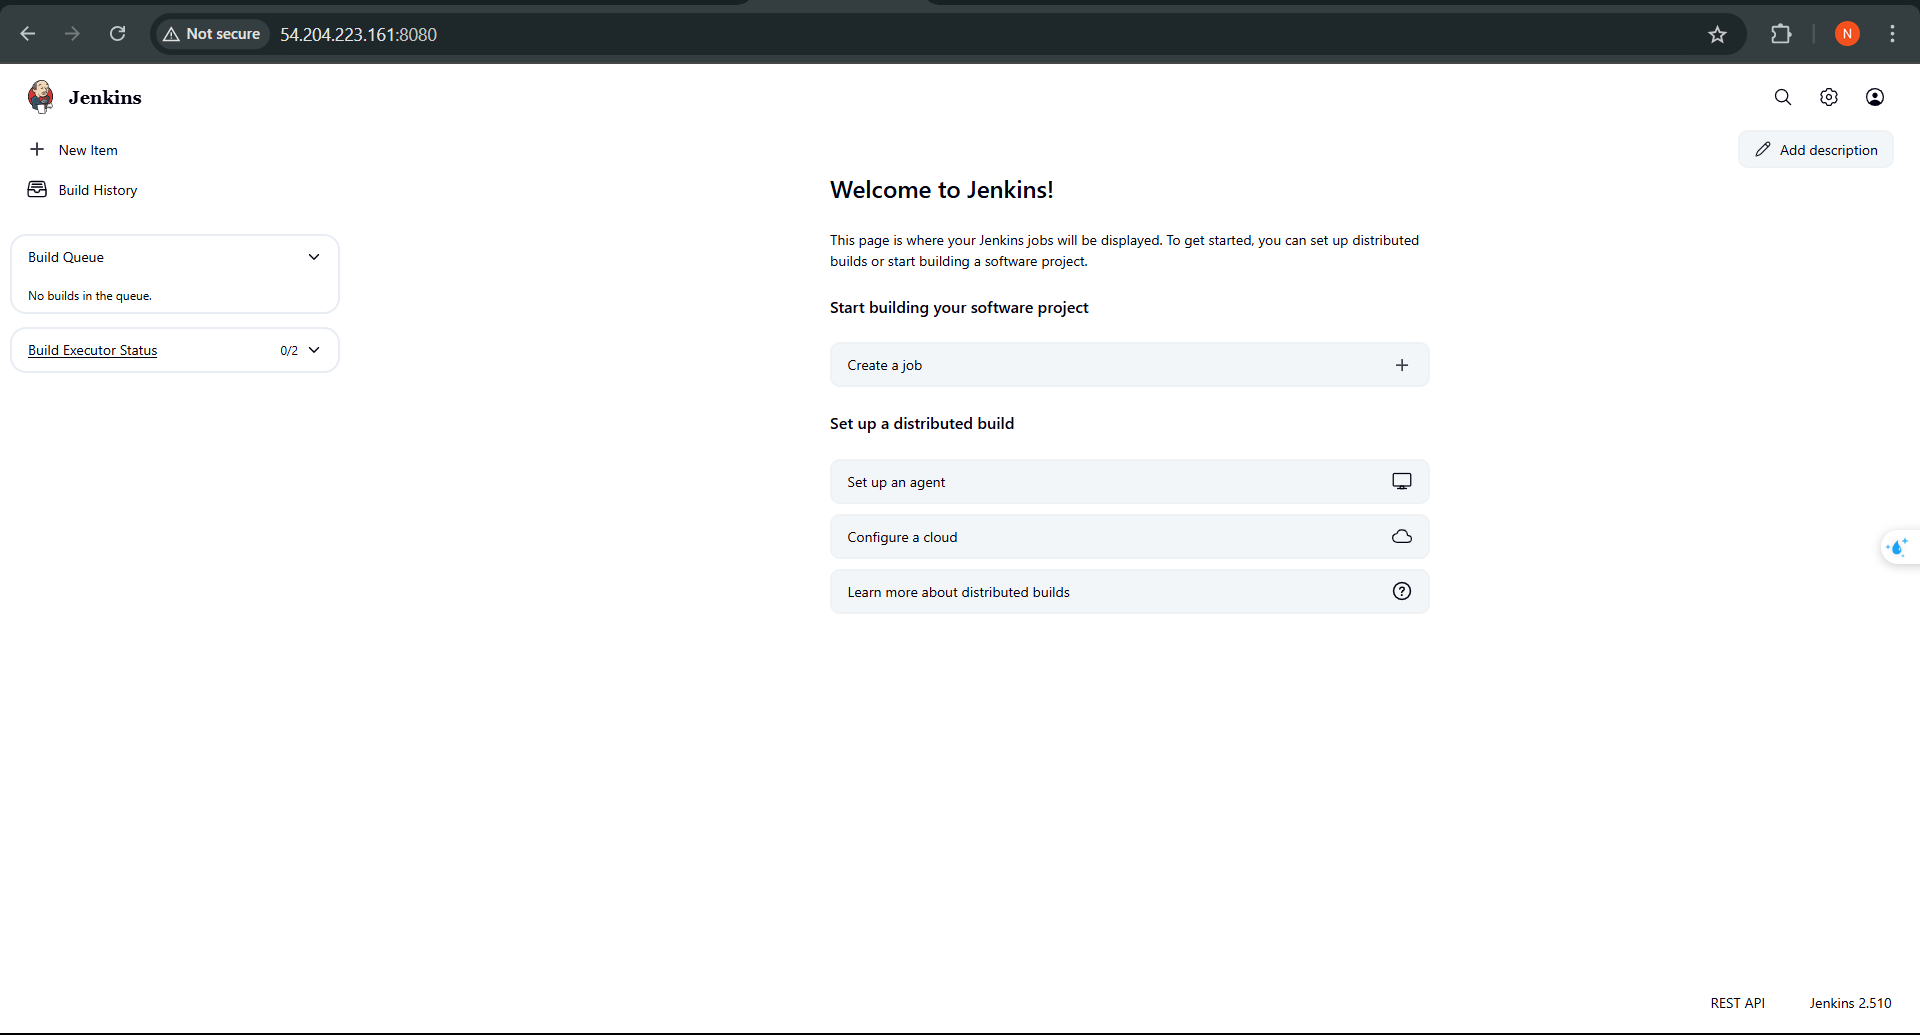 Not secure 54.204.223.161:8080
N
Jenkins
New Item
Add description
Build History
Build Queue
No builds in the queue.
Build Executor Status 0/2
Welcome to Jenkins!
This page is where your Jenkins jobs will be displayed. To get started, you can set up distributed
builds or start building a software project.
Start building your software project
Create a job
Set up a distributed build
Set up an agent
Configure a cloud
Learn more about distributed builds
REST API Jenkins 2.510